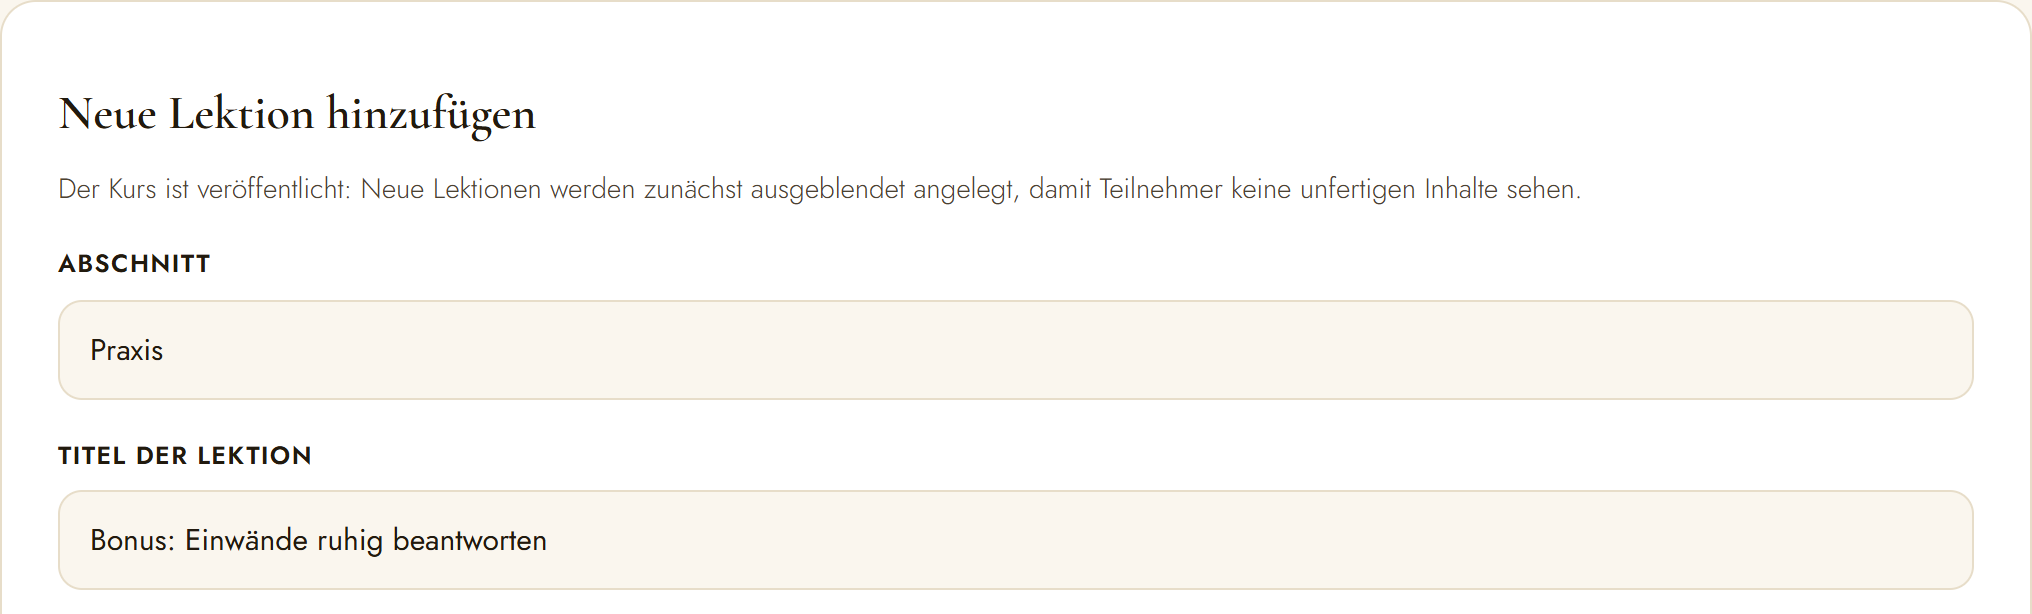 Neue Lektion hinzufügen
Der Kurs ist veröffentlicht: Neue Lektionen werden zunächst ausgeblendet angelegt, damit Teilnehmer keine unfertigen Inhalte sehen.
ABSCHNITT
Praxis
TITEL DER LEKTION
Bonus: Einwände ruhig beantworten